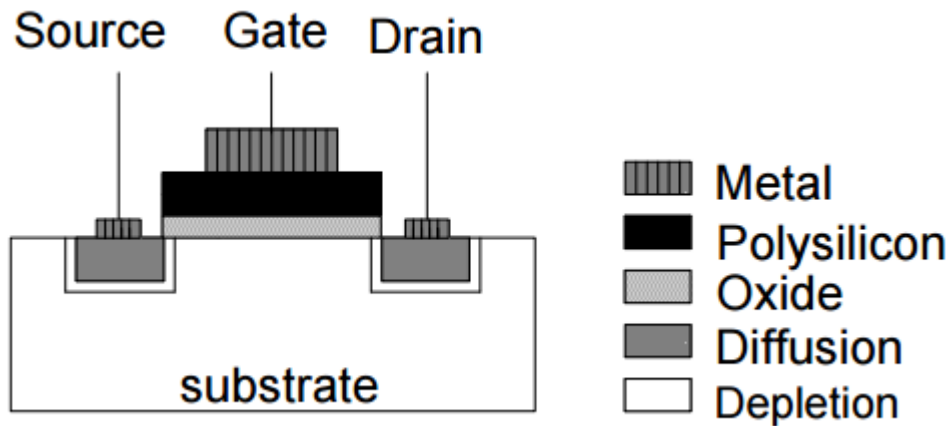 Source Gate Drain
Metal
Polysilicon
Oxide
Diffusion
Depletion
substrate